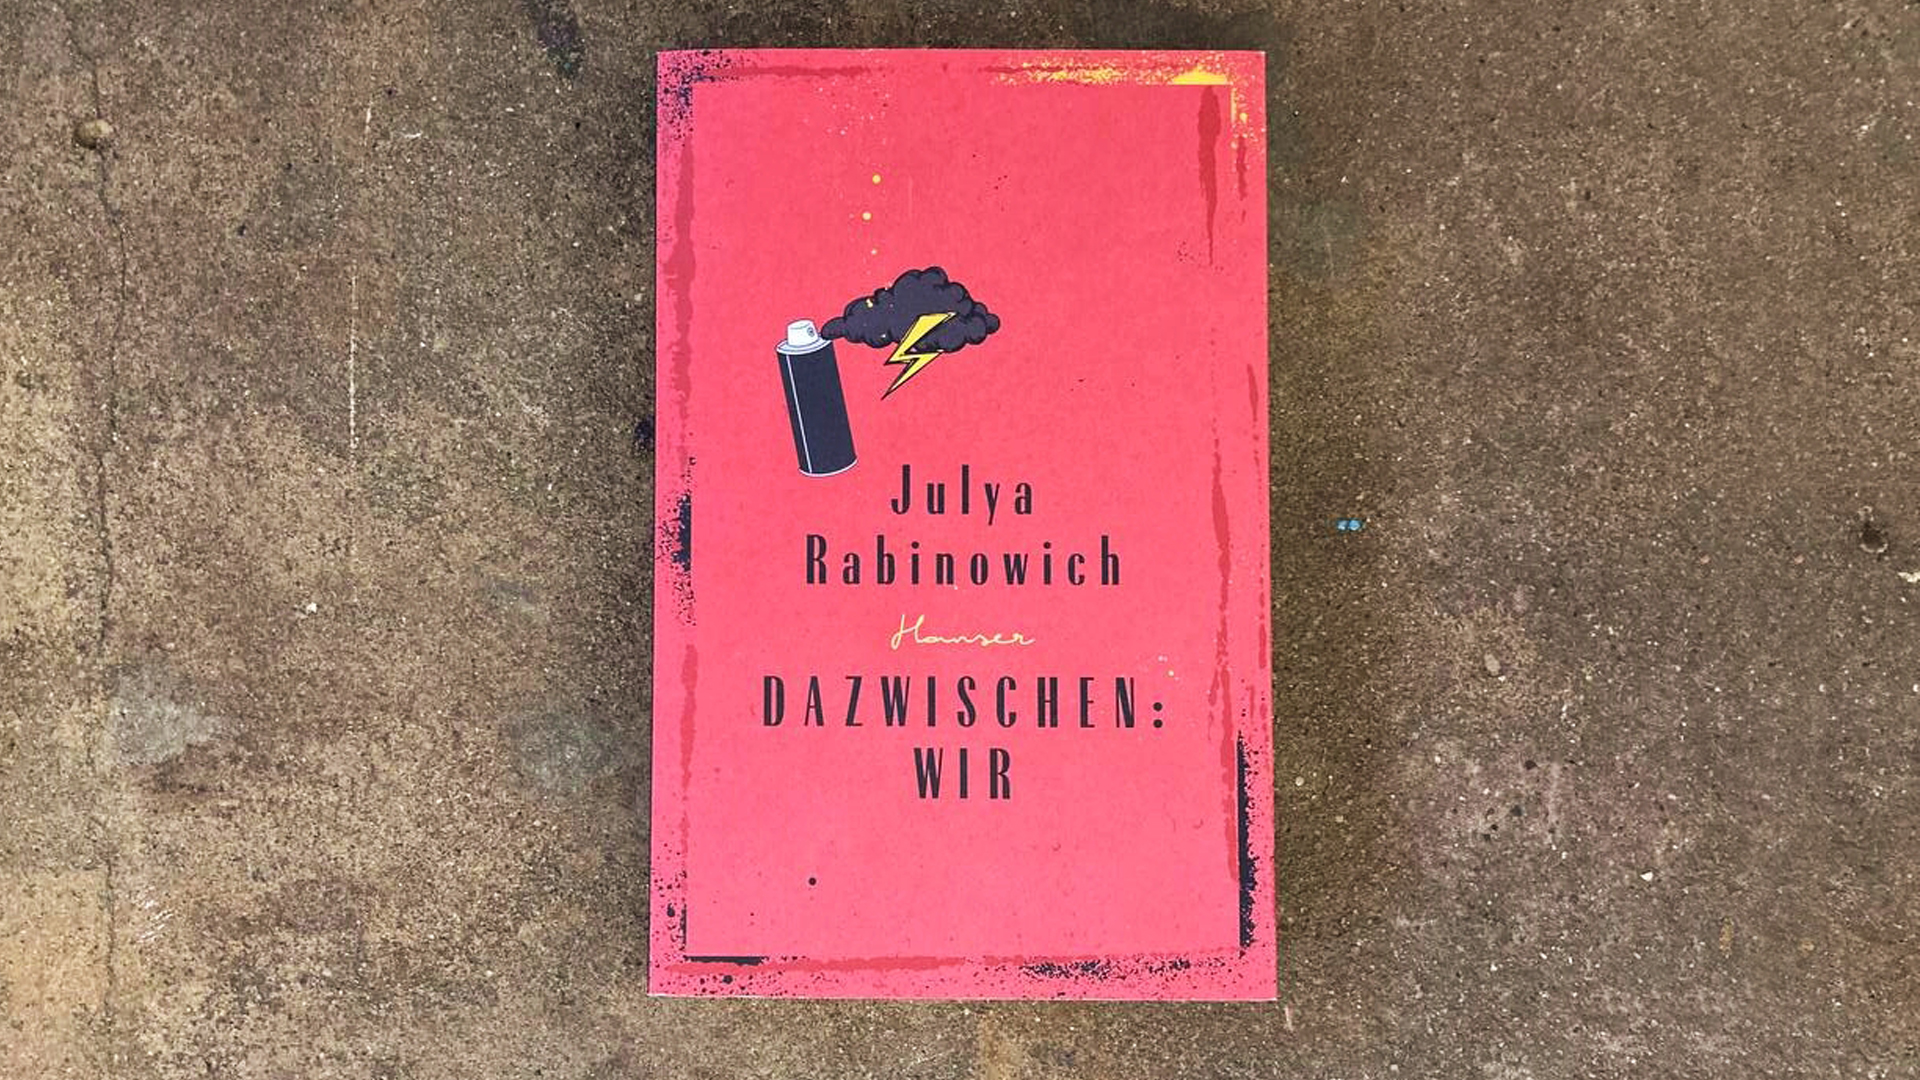 Julya
Rabinowich
Hanser
DAZWISCHEN:
WIR